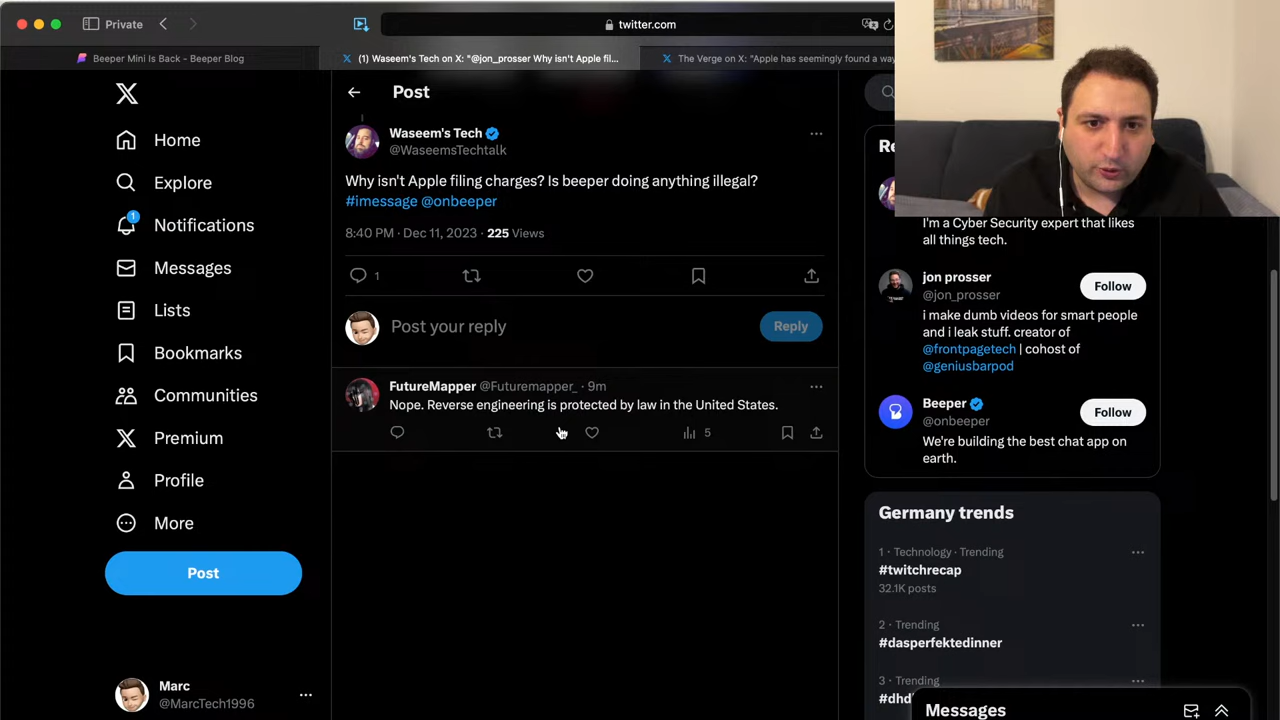 Private
twitter.com
Beeper Mini Is Back - Beeper Blog
(1) Waseem's Tech on X: "@jon_prosser Why isn't Apple fil...
The Verge on X: "Apple has seemingly found a wa
Home
Explore
1
Notifications
Messages
Lists
Bookmarks
Communities
Premium
Profile
More
Post
Marc
@MarcTech1996
Post
Waseem's Tech
@WaseemsTechtalk
Why isn't Apple filing charges? Is beeper doing anything illegal?
#imessage @onbeeper
8:40 PM · Dec 11, 2023 · 225 Views
1
Post your reply
Reply
FutureMapper @Futuremapper_ · 9m
Nope. Reverse engineering is protected by law in the United States.
5
Re
I'm a Cyber Security expert that likes
all things tech.
jon prosser
@jon_prosser
Follow
i make dumb videos for smart people
and i leak stuff. creator of
@frontpagetech | cohost of
@geniusbarpod
Beeper
@onbeeper
Follow
We're building the best chat app on
earth.
Germany trends
1 · Technology · Trending
#twitchrecap
32.1K posts
2 · Trending
#dasperfektedinner
3 · Trending
#dhd
Messages